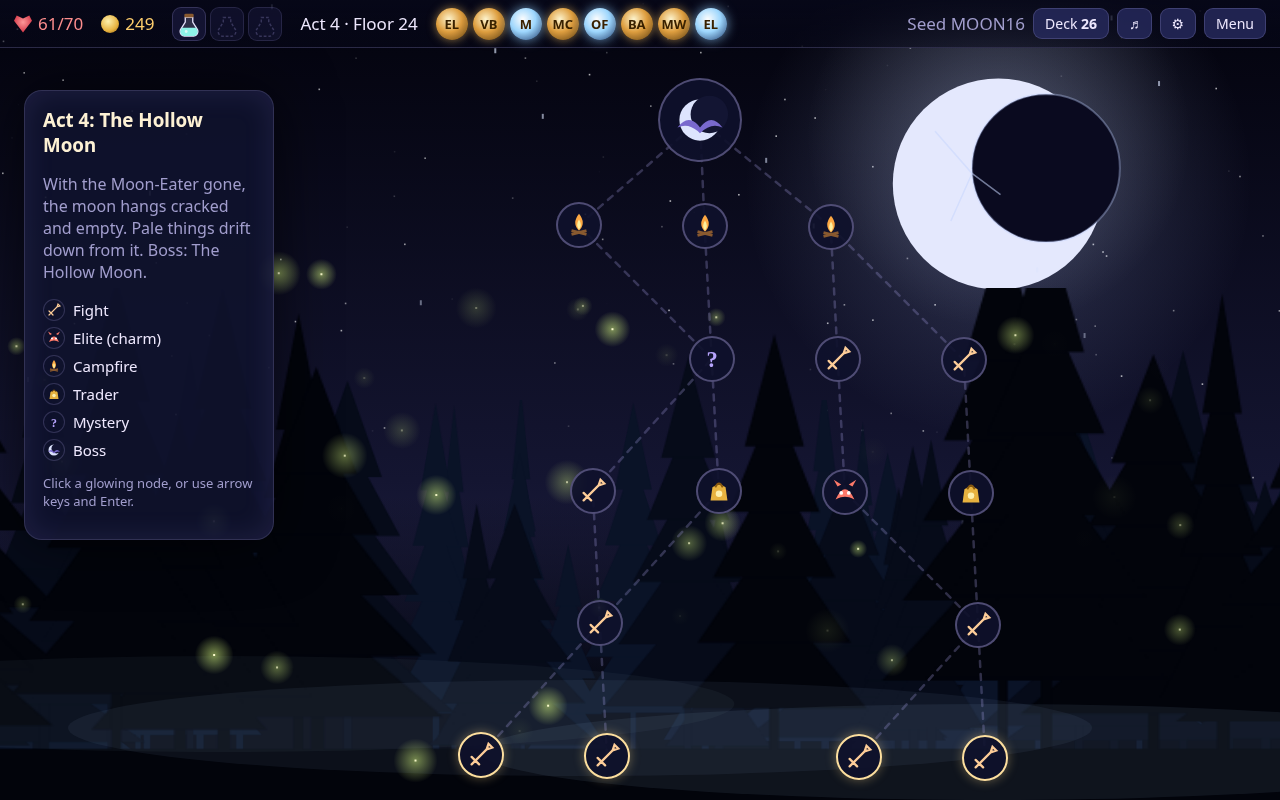 61/70 249 Act 4 · Floor 24 EL VB M MC OF BA MW EL Seed MOON16 Deck 26 Menu
Act 4: The Hollow
Moon
With the Moon-Eater gone,
the moon hangs cracked
and empty. Pale things drift
down from it. Boss: The
Hollow Moon.
Fight
Elite (charm)
Campfire
Trader
? Mystery
Boss
Click a glowing node, or use arrow
keys and Enter.
?